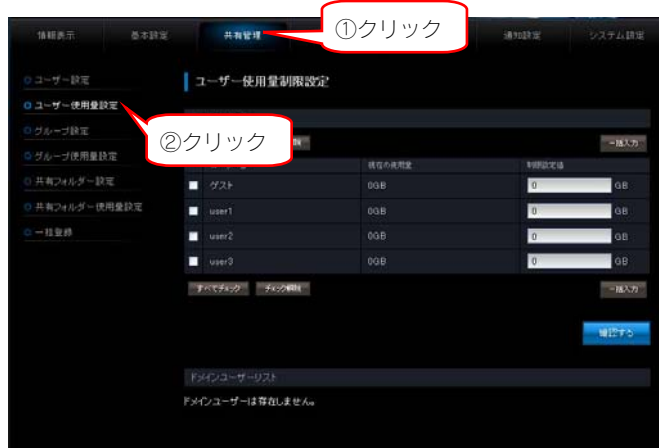 情報表示 基本設定 共有管理 通知設定 システム設定
①クリック
ユーザー設定
ユーザー使用量設定
グループ設定
グループ使用量設定
共有フォルダー設定
共有フォルダー使用量設定
一括登録
②クリック
ユーザー使用量制限設定
一括入力
現在の使用量 制限設定値
ゲスト 0GB 0 GB
user1 0GB 0 GB
user2 0GB 0 GB
user3 0GB 0 GB
すべてチェック チェック解除 一括入力
確認する
ドメインユーザーリスト
ドメインユーザーは存在しません。